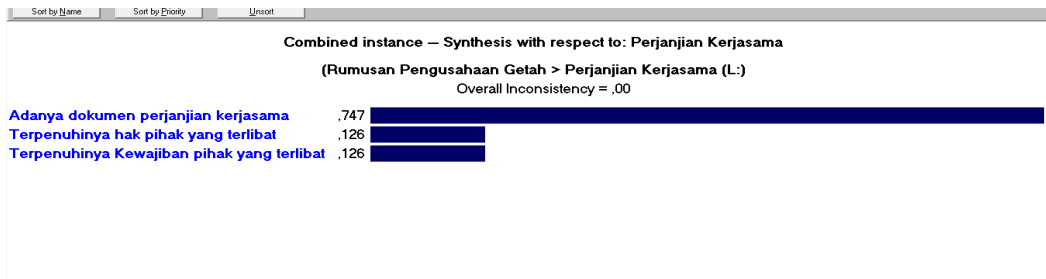 Sort by Name Sort by Priority Unsort
Combined instance -- Synthesis with respect to: Perjanjian Kerjasama
(Rumusan Pengusahaan Getah > Perjanjian Kerjasama (L:)
Overall Inconsistency = ,00
Adanya dokumen perjanjian kerjasama ,747
Terpenuhinya hak pihak yang terlibat ,126
Terpenuhinya Kewajiban pihak yang terlibat ,126